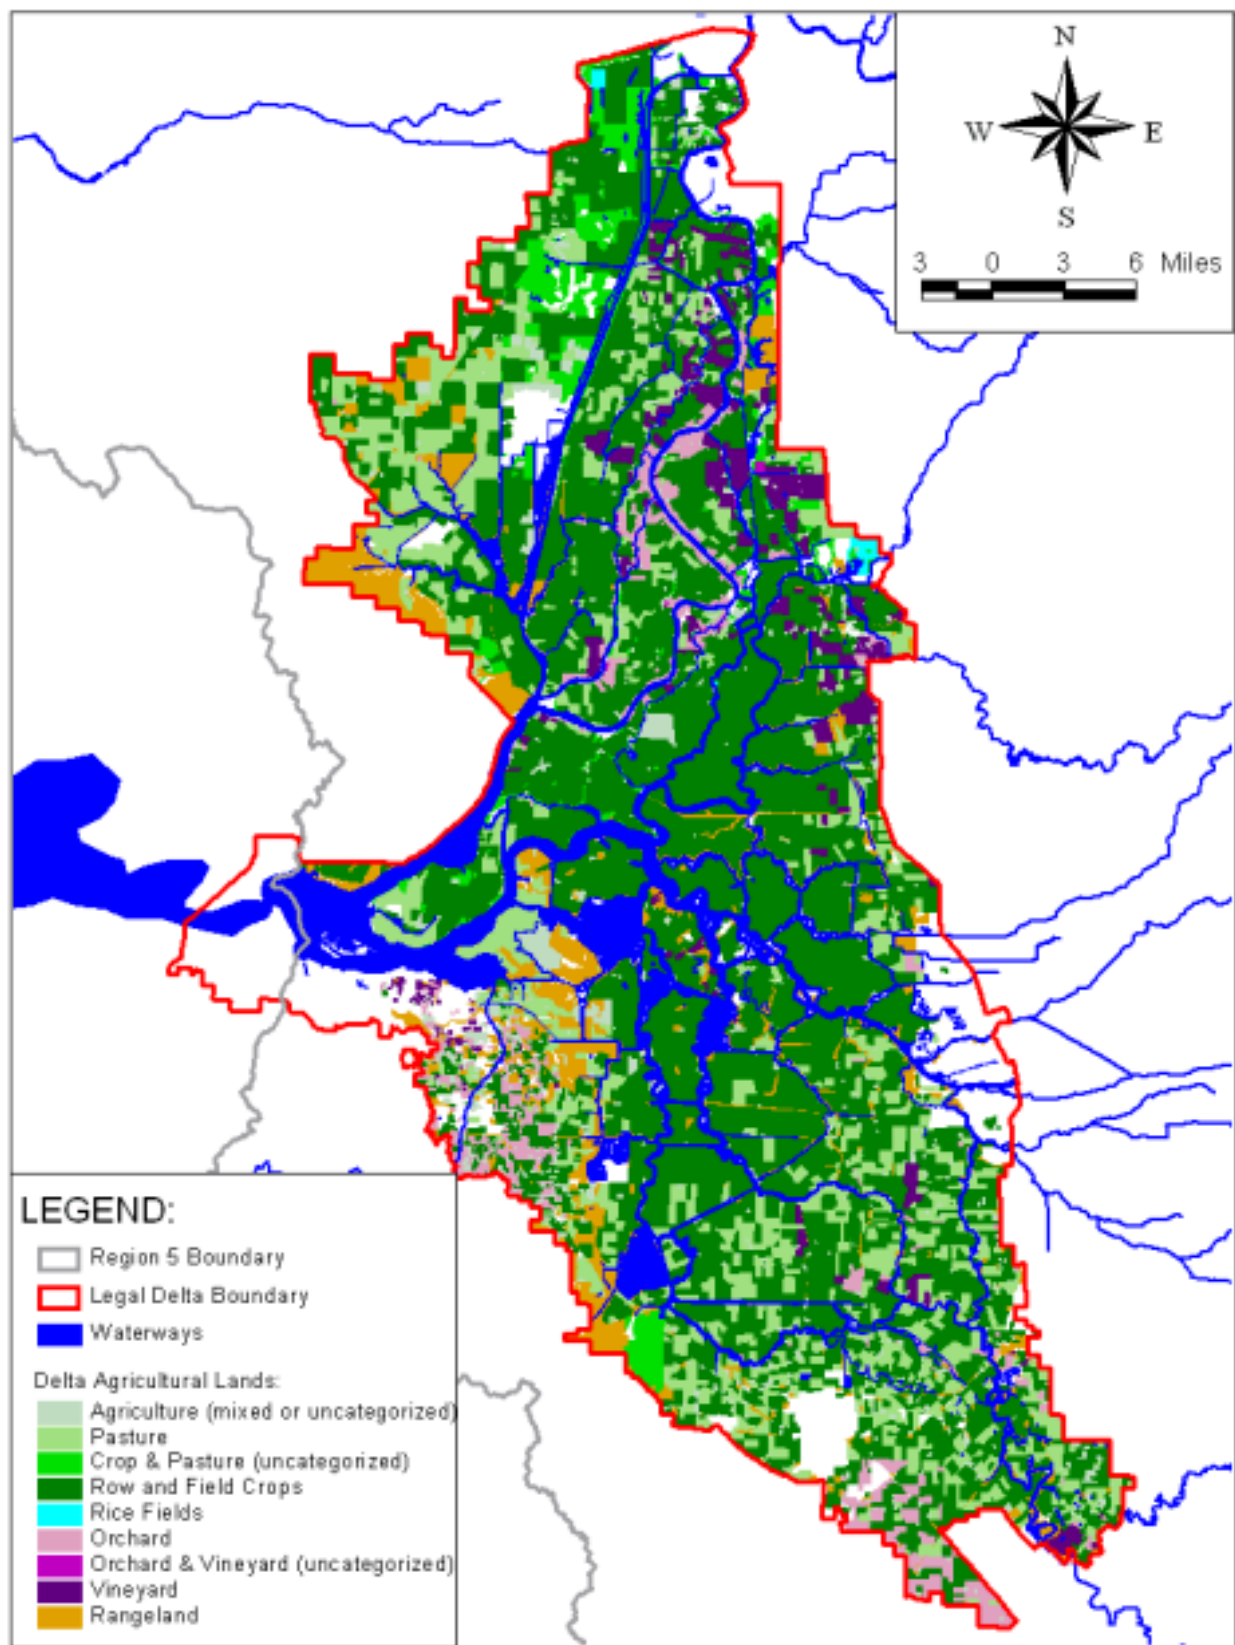 N
W E
S
3 0 3 6 Miles
LEGEND:
Region 5 Boundary
Legal Delta Boundary
Waterways
Delta Agricultural Lands:
Agriculture (mixed or uncategorized)
Pasture
Crop & Pasture (uncategorized)
Row and Field Crops
Rice Fields
Orchard
Orchard & Vineyard (uncategorized)
Vineyard
Rangeland